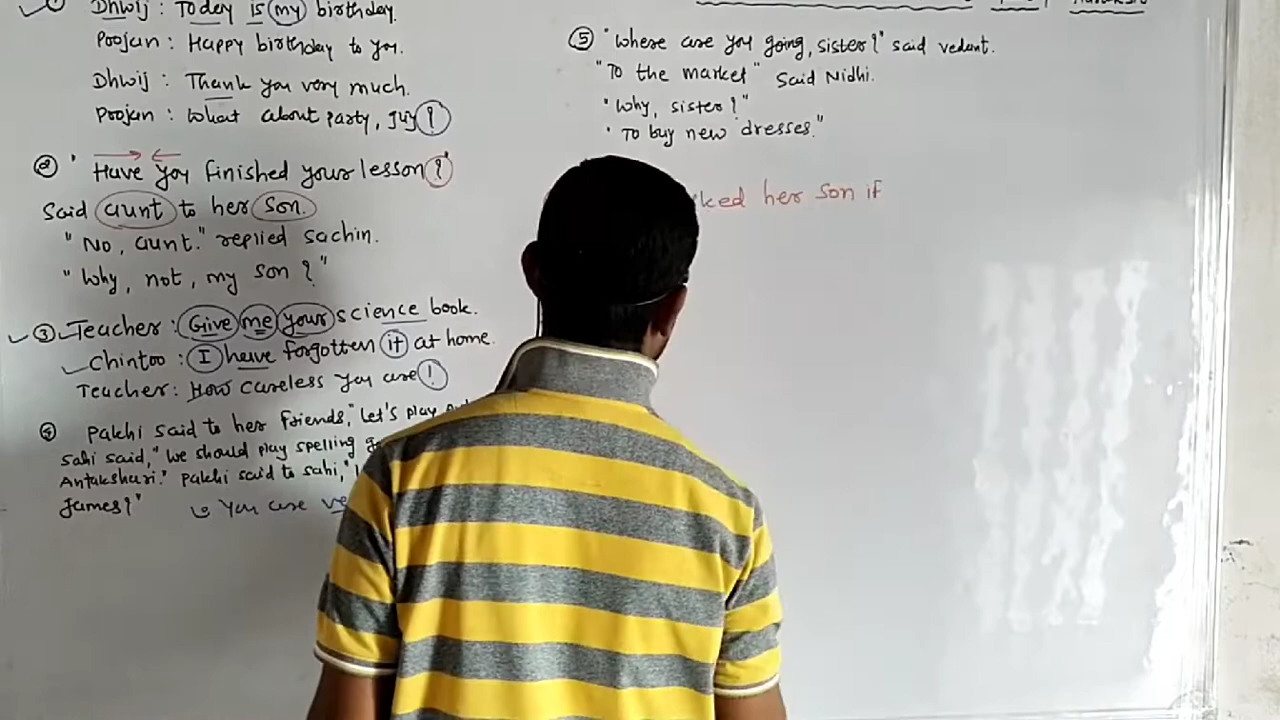 ① Dhwij : Today is my birthday.
Poojan : Happy birthday to you.
Dhwij : Thank you very much.
Poojan : What about party, guy ?
② "Have you finished your lesson ?"
Said aunt to her son.
"No, aunt." replied sachin.
"Why, not, my son ?"
③ Teacher : Give me your science book.
Chintoo : I have forgotten it at home.
Teacher : How careless you are !
④ Pakhi said to her friends, "Let's play
Sahi said, "we should play spelling
Antakshari." Pakhi said to sahi, "
James ?"
You are
⑤ "Where are you going, sister ?" said vedant.
"To the market" said Nidhi.
"Why, sister ?"
"To buy new dresses."
ked her son if